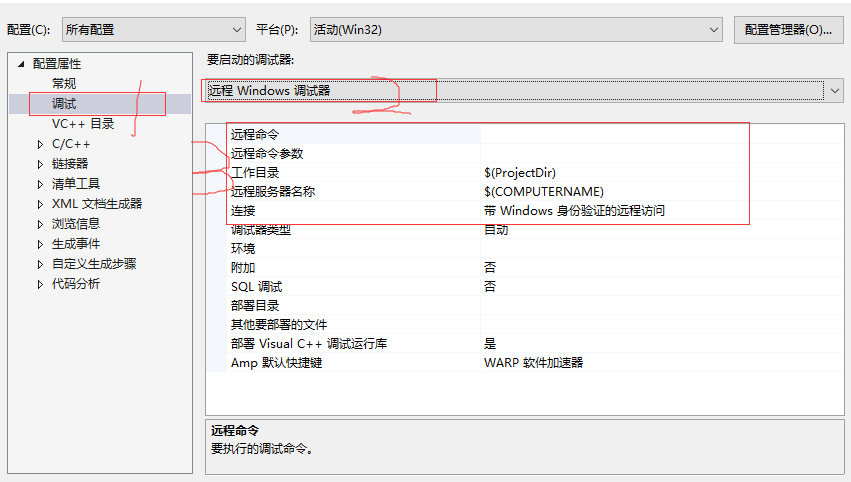 配置(C): 所有配置 平台(P): 活动(Win32) 配置管理器(O)...
配置属性
常规
调试
VC++ 目录
C/C++
链接器
清单工具
XML 文档生成器
浏览信息
生成事件
自定义生成步骤
代码分析
要启动的调试器:
远程 Windows 调试器
远程命令
远程命令参数
工作目录 $(ProjectDir)
远程服务器名称 $(COMPUTERNAME)
连接 带 Windows 身份验证的远程访问
调试器类型 自动
环境
附加 否
SQL 调试 否
部署目录
其他要部署的文件
部署 Visual C++ 调试运行库 是
Amp 默认快捷键 WARP 软件加速器
远程命令
要执行的调试命令。